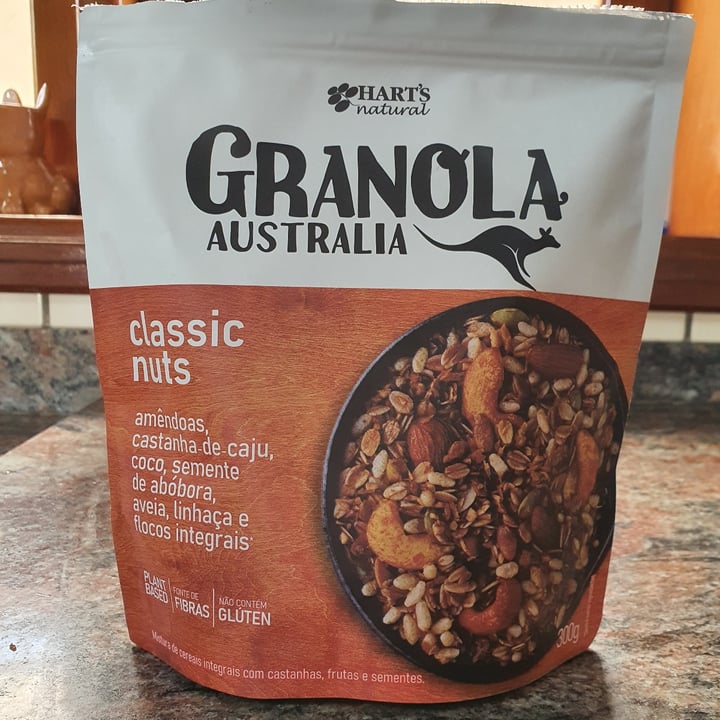 HART'S
natural
GRANOLA
AUSTRALIA
classic
nuts
amêndoas,
castanha-de-caju,
coco, semente
de abóbora,
aveia, linhaça e
flocos integrais
PLANT
BASED
FONTE DE
FIBRAS
NÃO CONTÉM
GLÚTEN
300g
Mistura de cereais integrais com castanhas, frutas e sementes.